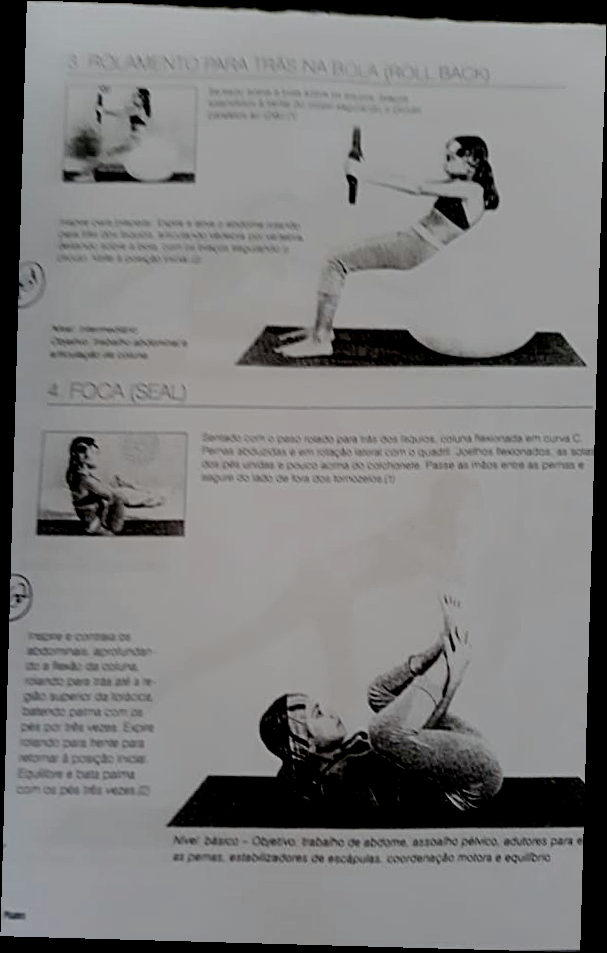 3. ROLAMENTO PARA TRÁS NA BOLA (ROLL BACK)
Sentado sobre a bola sobre os ísquios, braços
estendidos à frente do corpo segurando o círculo
paralelos ao chão.(1)
Inspire para preparar. Expire e ative o abdome rolando
para trás dos ísquios, articulando vértebra por vértebra,
deitando sobre a bola, com os braços segurando o
círculo. Volte à posição inicial.(2)
Nível: Intermediário
Objetivo: trabalho abdominal e
articulação da coluna
4. FOCA (SEAL)
Sentado com o peso rolado para trás dos ísquios, coluna flexionada em curva C.
Pernas abduzidas e em rotação lateral com o quadril. Joelhos flexionados, as solas
dos pés unidas e pouco acima do colchonete. Passe as mãos entre as pernas e
segure do lado de fora dos tornozelos.(1)
Inspire e contraia os
abdominais, aprofundan-
do a flexão da coluna,
rolando para trás até a re-
gião superior da torácica,
batendo palma com os
pés por três vezes. Expire
rolando para frente para
retornar à posição inicial.
Equilibre e bata palma
com os pés três vezes.(2)
Nível: básico – Objetivo: trabalho de abdome, assoalho pélvico, adutores para e
as pernas, estabilizadores de escápulas, coordenação motora e equilíbrio
Pilates